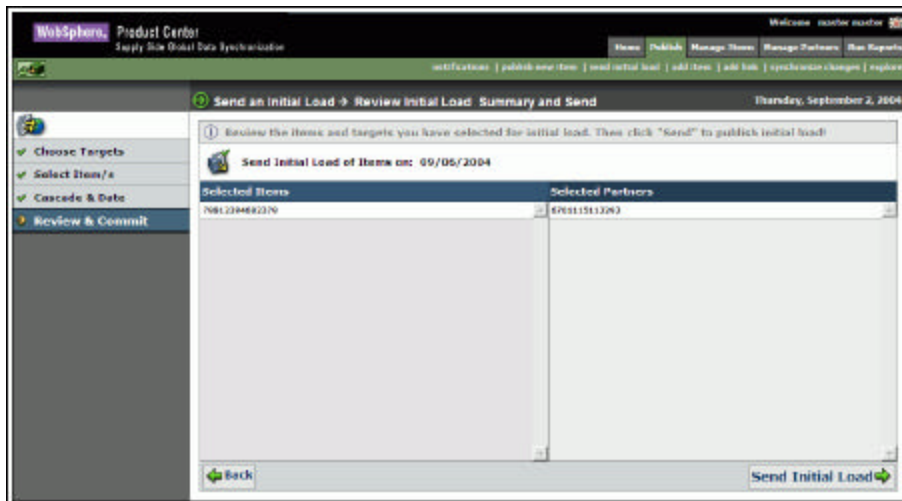 WebSphere. Product Center
Supply Side Global Data Synchronization
Welcome master master
Home Publish Manage Items Manage Partners Run Reports
notifications | publish new item | send initial load | add item | add link | synchronize changes | explore
Send an Initial Load → Review Initial Load Summary and Send
Thursday, September 2, 2004
Review the items and targets you have selected for initial load. Then click "Send" to publish initial load!
Choose Targets
Select Item/s
Cascade & Date
Review & Commit
Send Initial Load of Items on: 09/06/2004
Selected Items
Selected Partners
Back
Send Initial Load